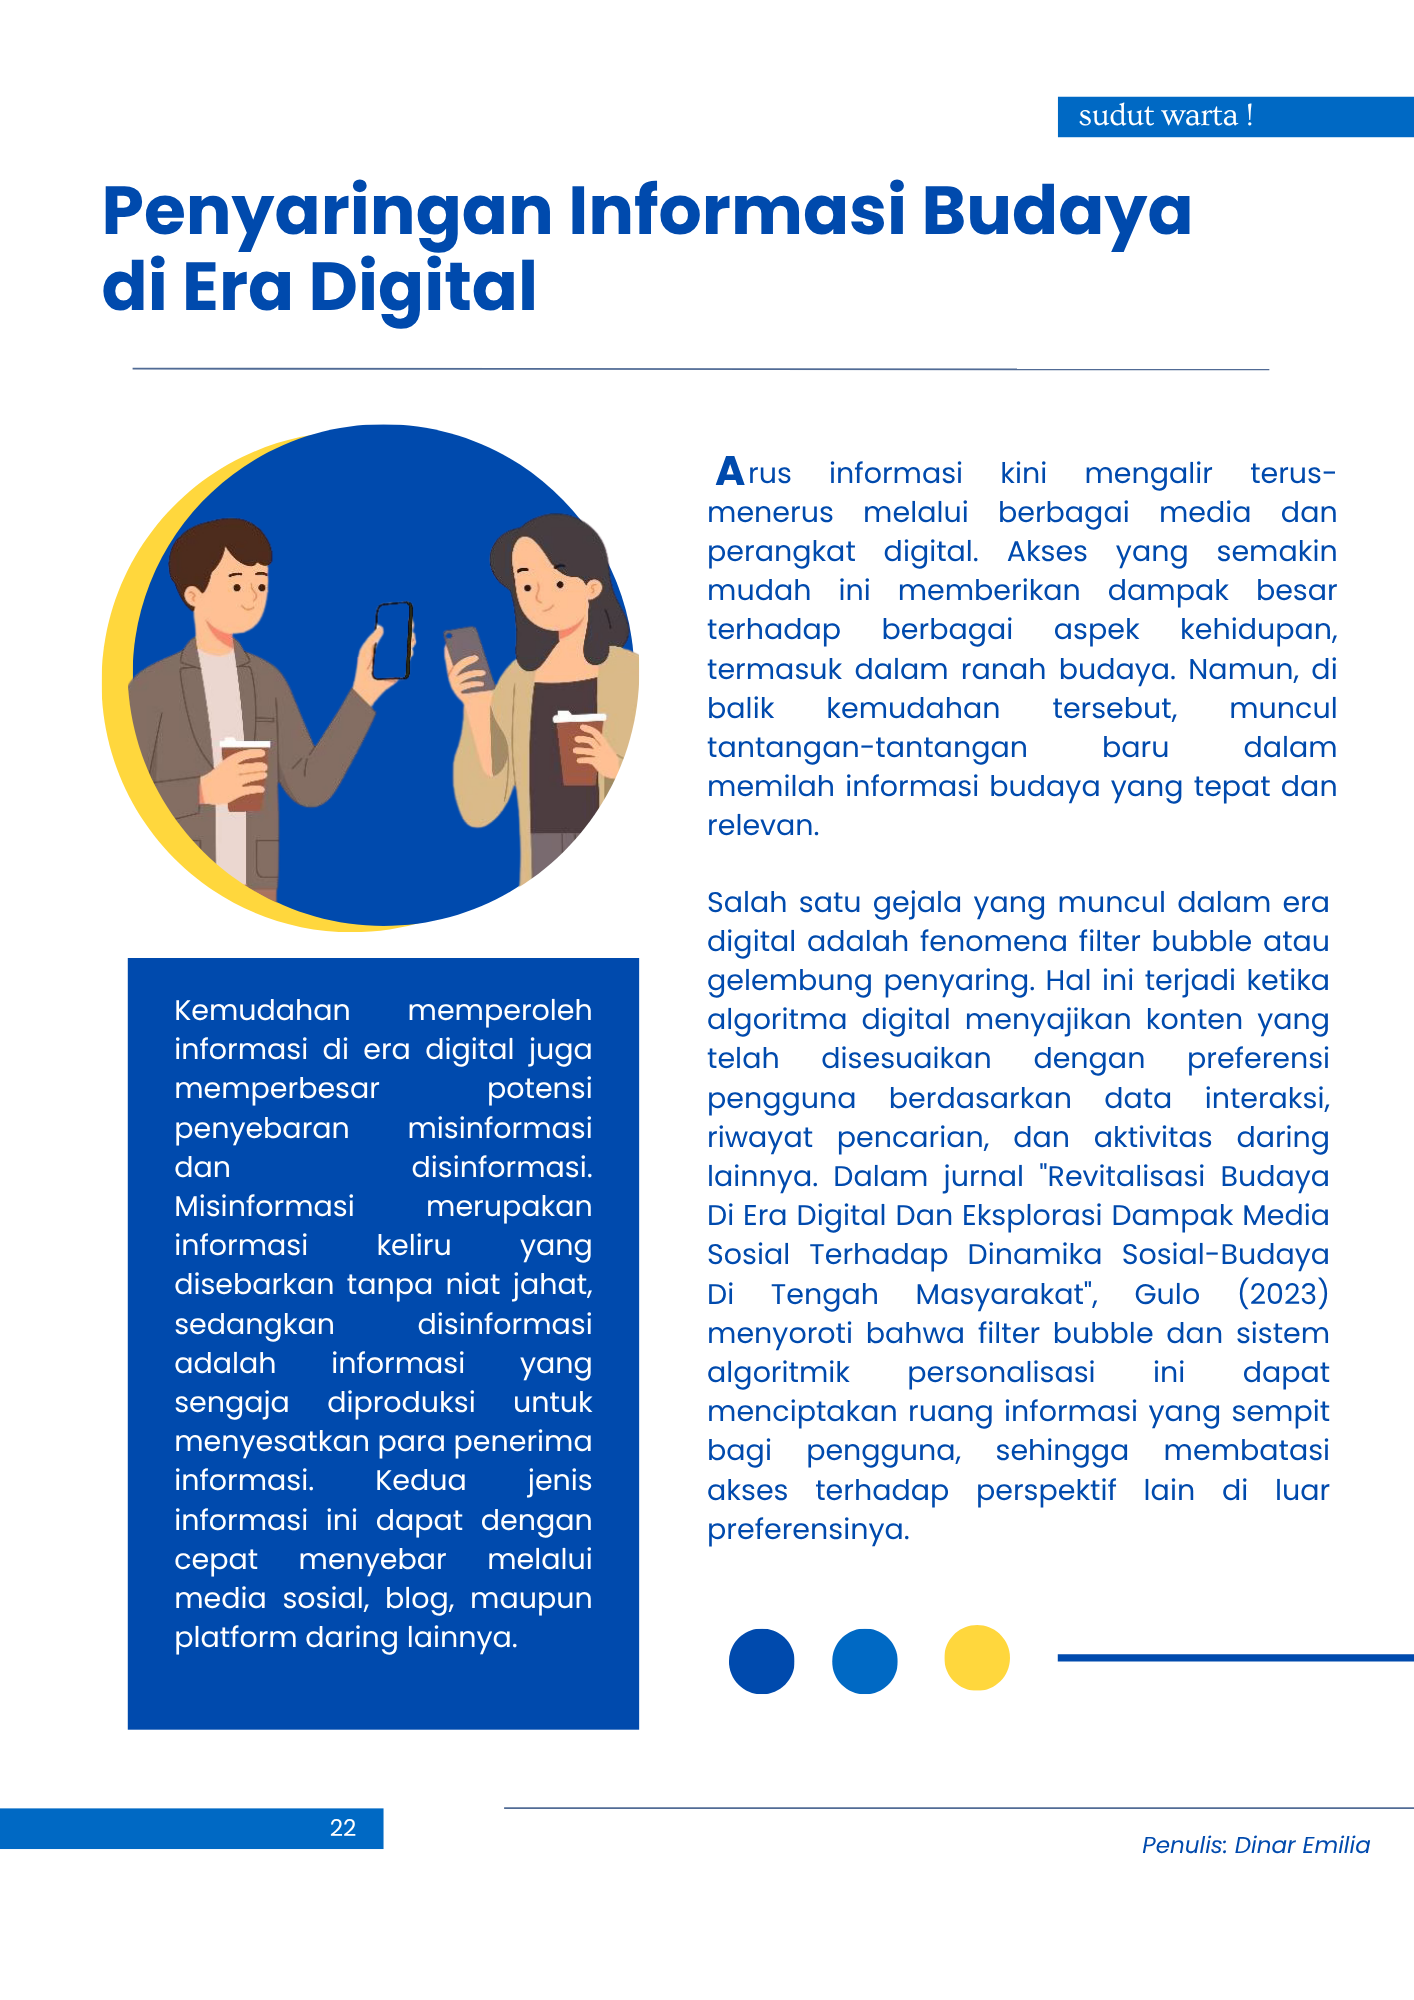 sudut warta !
Penyaringan Informasi Budaya
di Era Digital
Arus informasi kini mengalir terus-
menerus melalui berbagai media dan
perangkat digital. Akses yang semakin
mudah ini memberikan dampak besar
terhadap berbagai aspek kehidupan,
termasuk dalam ranah budaya. Namun, di
balik kemudahan tersebut, muncul
tantangan-tantangan baru dalam
memilah informasi budaya yang tepat dan
relevan.
Salah satu gejala yang muncul dalam era
digital adalah fenomena filter bubble atau
gelembung penyaring. Hal ini terjadi ketika
algoritma digital menyajikan konten yang
telah disesuaikan dengan preferensi
pengguna berdasarkan data interaksi,
riwayat pencarian, dan aktivitas daring
lainnya. Dalam jurnal "Revitalisasi Budaya
Di Era Digital Dan Eksplorasi Dampak Media
Sosial Terhadap Dinamika Sosial-Budaya
Di Tengah Masyarakat", Gulo (2023)
menyoroti bahwa filter bubble dan sistem
algoritmik personalisasi ini dapat
menciptakan ruang informasi yang sempit
bagi pengguna, sehingga membatasi
akses terhadap perspektif lain di luar
preferensinya.
Kemudahan memperoleh
informasi di era digital juga
memperbesar potensi
penyebaran misinformasi
dan disinformasi.
Misinformasi merupakan
informasi keliru yang
disebarkan tanpa niat jahat,
sedangkan disinformasi
adalah informasi yang
sengaja diproduksi untuk
menyesatkan para penerima
informasi. Kedua jenis
informasi ini dapat dengan
cepat menyebar melalui
media sosial, blog, maupun
platform daring lainnya.
22
Penulis: Dinar Emilia